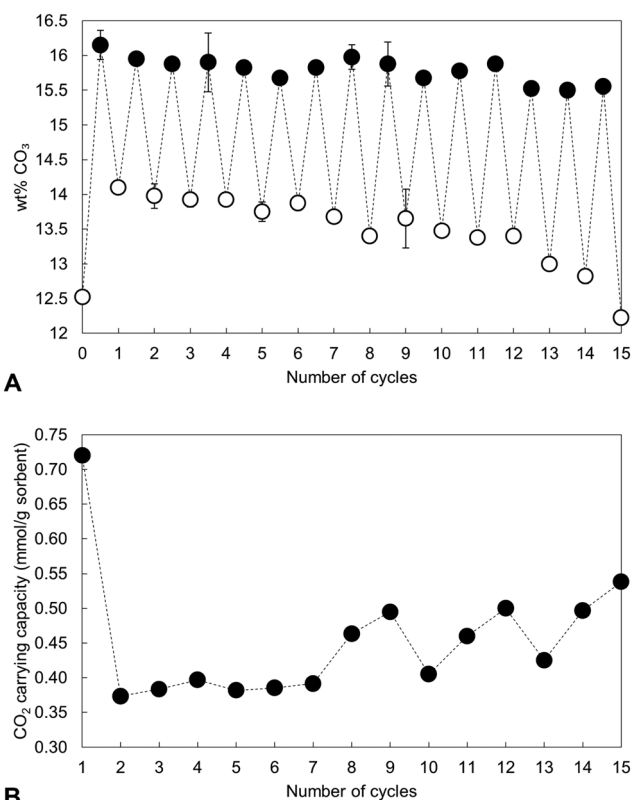 16.5
16
15.5
15
14.5
14
13.5
13
12.5
12
wt% CO₃
0 1 2 3 4 5 6 7 8 9 10 11 12 13 14 15
Number of cycles
A
0.75
0.70
0.65
0.60
0.55
0.50
0.45
0.40
0.35
0.30
CO₂ carrying capacity (mmol/g sorbent)
1 2 3 4 5 6 7 8 9 10 11 12 13 14 15
Number of cycles
B